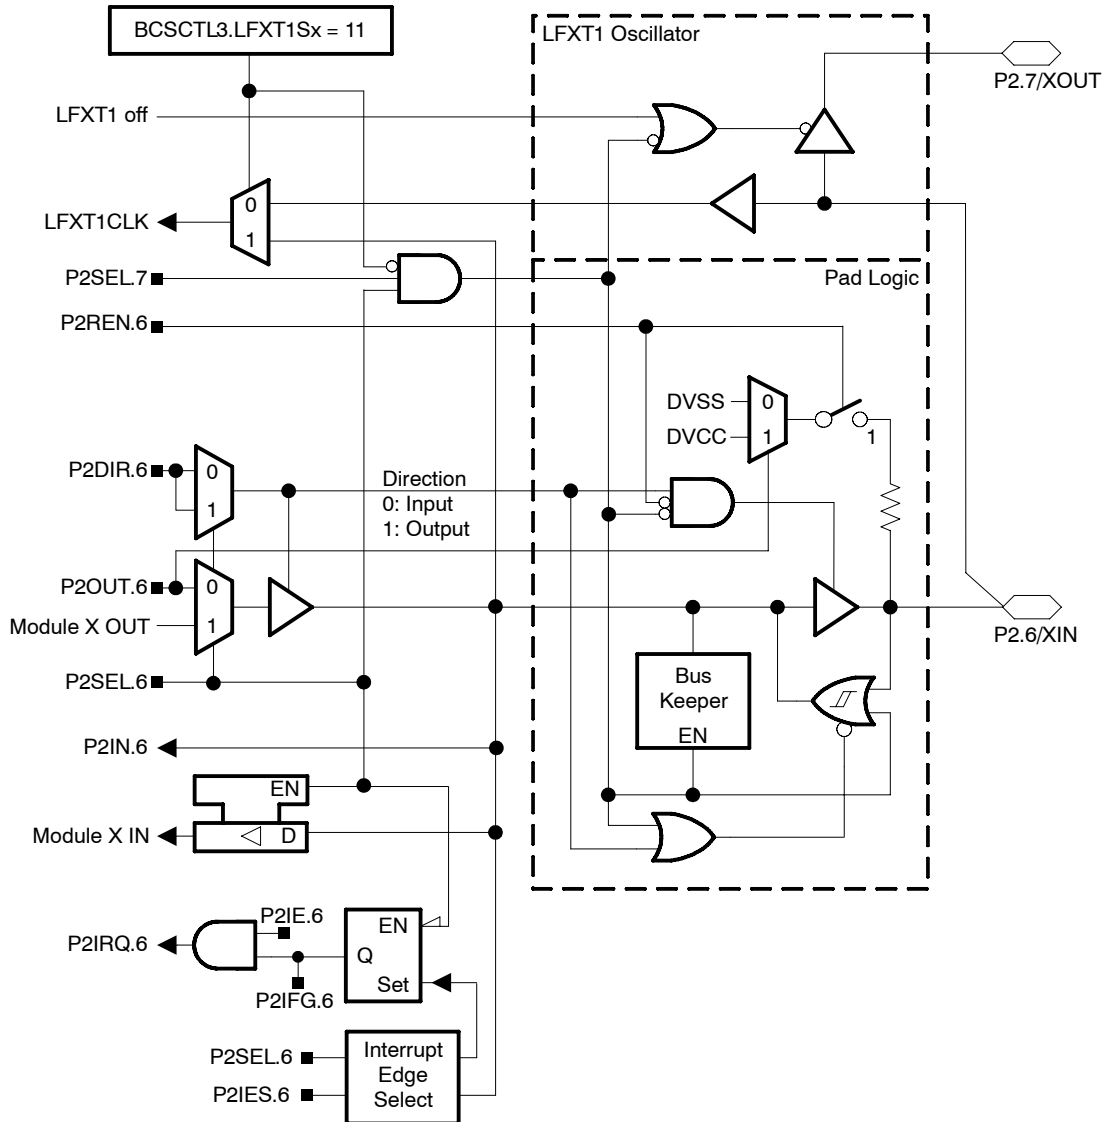 BCSCTL3.LFXT1Sx = 11
LFXT1 Oscillator
P2.7/XOUT
LFXT1 off
0
LFXT1CLK
1
P2SEL.7
Pad Logic
P2REN.6
DVSS
0
DVCC
1
1
P2DIR.6
0
1
Direction
0: Input
1: Output
P2OUT.6
0
Module X OUT
1
P2.6/XIN
P2SEL.6
Bus
Keeper
EN
P2IN.6
EN
Module X IN
D
P2IE.6
EN
P2IRQ.6
Q
Set
P2IFG.6
P2SEL.6
P2IES.6
Interrupt
Edge
Select